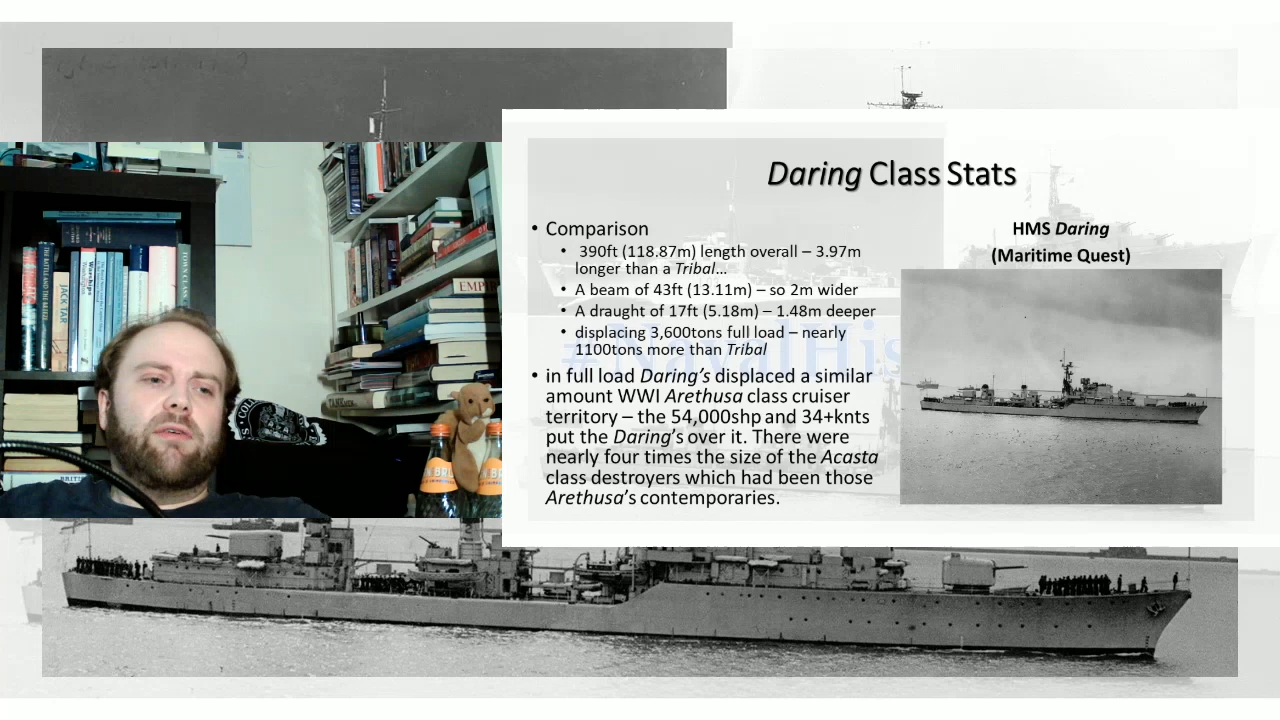 Daring Class Stats
• Comparison
• 390ft (118.87m) length overall – 3.97m
longer than a Tribal...
• A beam of 43ft (13.11m) – so 2m wider
• A draught of 17ft (5.18m) – 1.48m deeper
• displacing 3,600tons full load – nearly
1100tons more than Tribal
• in full load Daring's displaced a similar
amount WWI Arethusa class cruiser
territory – the 54,000shp and 34+knts
put the Daring's over it. There were
nearly four times the size of the Acasta
class destroyers which had been those
Arethusa's contemporaries.
HMS Daring
(Maritime Quest)
#NavalHis
JACK TAR
Warships
EMPI